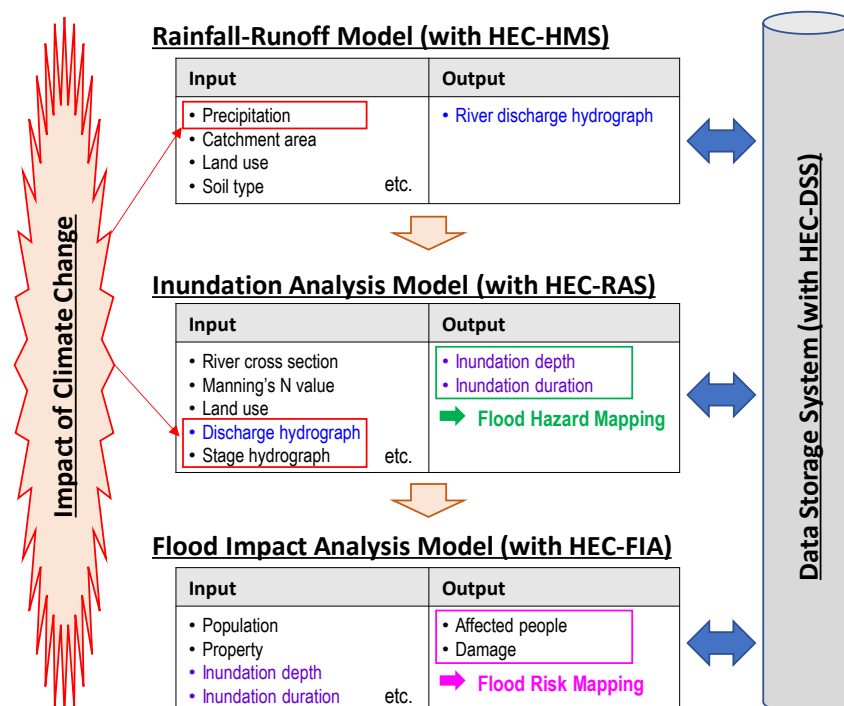 Rainfall-Runoff Model (with HEC-HMS)
Input
Output
• Precipitation
• Catchment area
• Land use
• Soil type
etc.
• River discharge hydrograph
Inundation Analysis Model (with HEC-RAS)
Input
Output
• River cross section
• Manning's N value
• Land use
• Discharge hydrograph
• Stage hydrograph
etc.
• Inundation depth
• Inundation duration
Flood Hazard Mapping
Flood Impact Analysis Model (with HEC-FIA)
Input
Output
• Population
• Property
• Inundation depth
• Inundation duration
etc.
• Affected people
• Damage
Flood Risk Mapping
Impact of Climate Change
Data Storage System (with HEC-DSS)